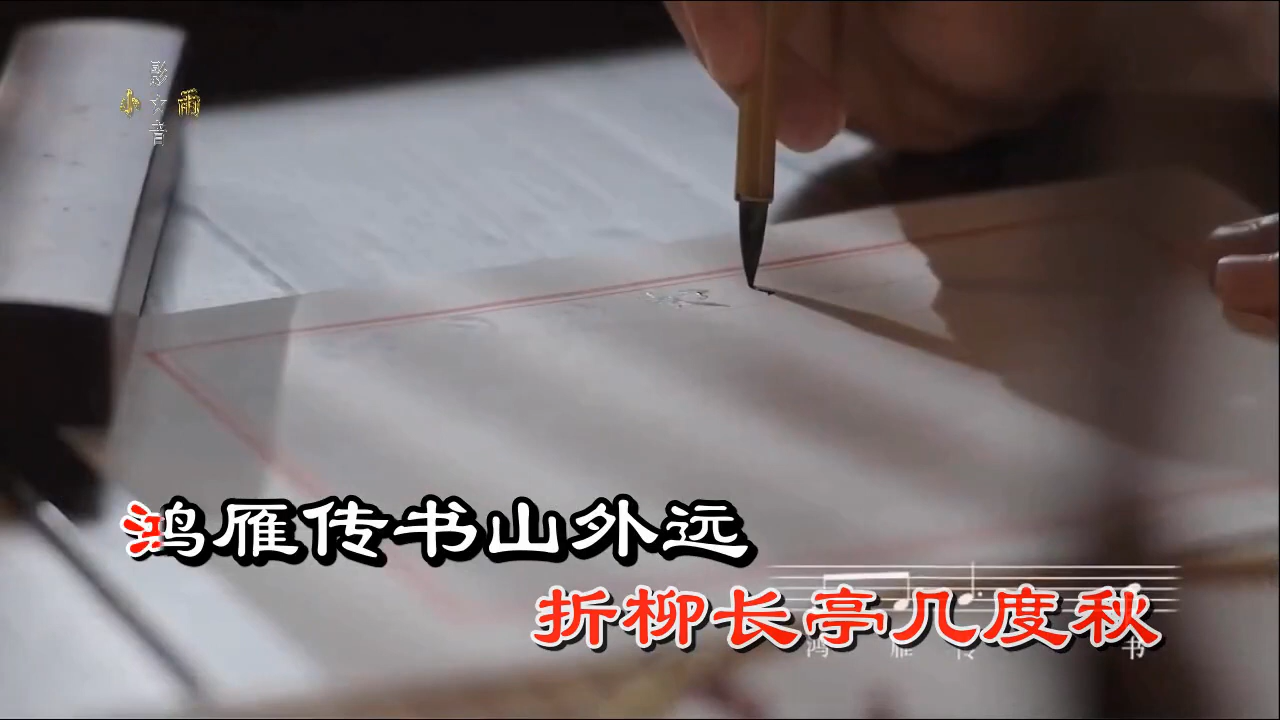 影
小☆雨
音
鸿雁传书山外远
折柳长亭几度秋
鸿 雁 传 书